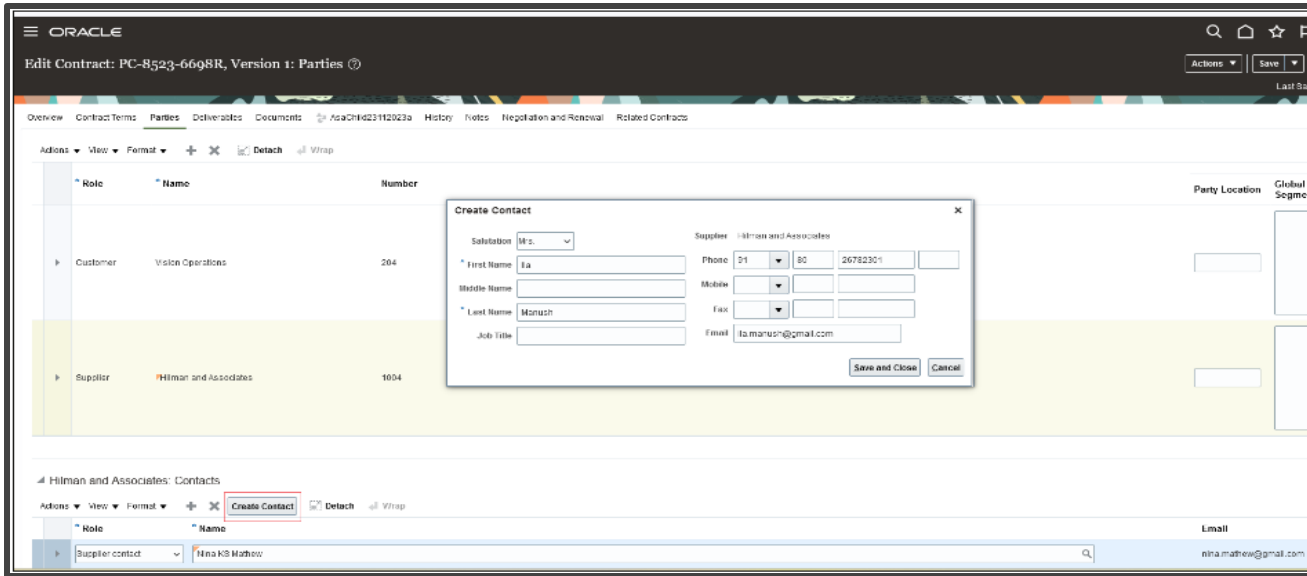 ORACLE
Edit Contract: PC-8523-6698R, Version 1: Parties
Actions Save
Last Sa
Overview Contract Terms Parties Deliverables Documents AsaChild23112023a History Notes Negotiation and Renewal Related Contracts
Actions View Format Detach Wrap
* Role * Name Number Party Location Global
Segme
Customer Vision Operations 204
Supplier Hilman and Associates 1004
Create Contact
Salutation Mrs. Supplier Hilman and Associates
* First Name Ila Phone 91 80 26782301
Middle Name Mobile
* Last Name Manush Fax
Job Title Email ila.manush@gmail.com
Save and Close Cancel
Hilman and Associates: Contacts
Actions View Format Create Contact Detach Wrap
* Role * Name Email
Supplier contact Nina KS Mathew nina.mathew@gmail.com